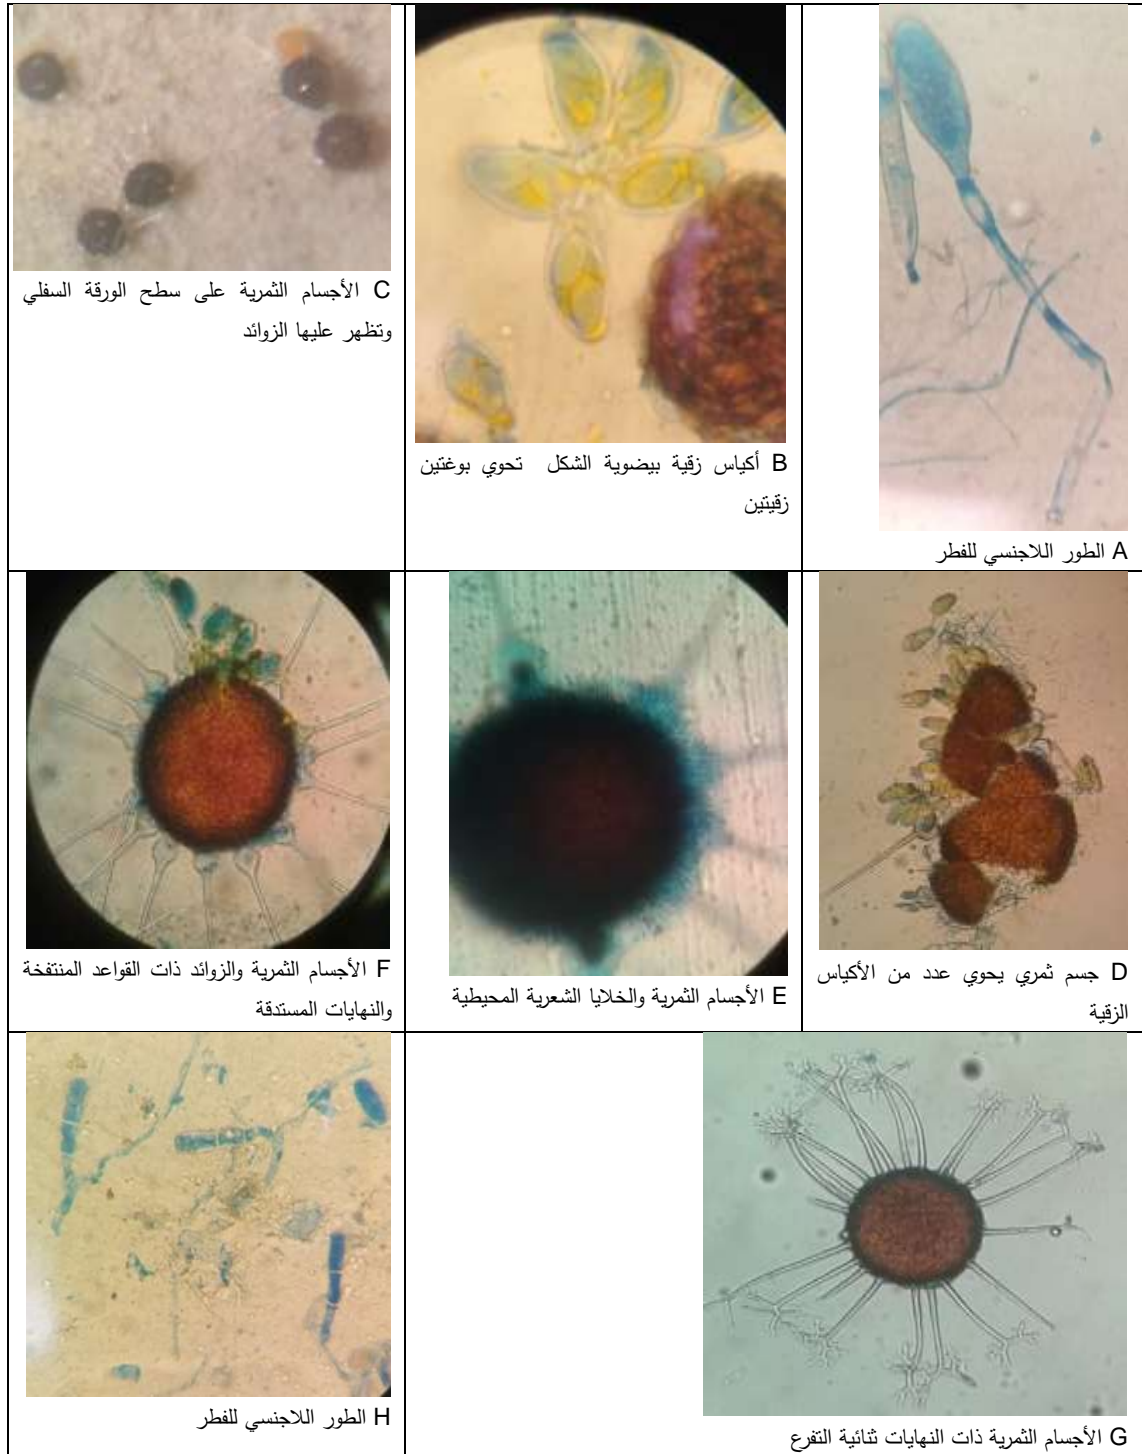 A الطور اللاجنسي للفطر
B أكياس زقية بيضوية الشكل تحوي بوغتين
زقيتين
C الأجسام الثمرية على سطح الورقة السفلي
وتظهر عليها الزوائد
D جسم ثمري يحوي عدد من الأكياس
الزقية
E الأجسام الثمرية والخلايا الشعرية المحيطية
F الأجسام الثمرية والزوائد ذات القواعد المنتفخة
والنهايات المستدقة
G الأجسام الثمرية ذات النهايات ثنائية التفرع
H الطور اللاجنسي للفطر